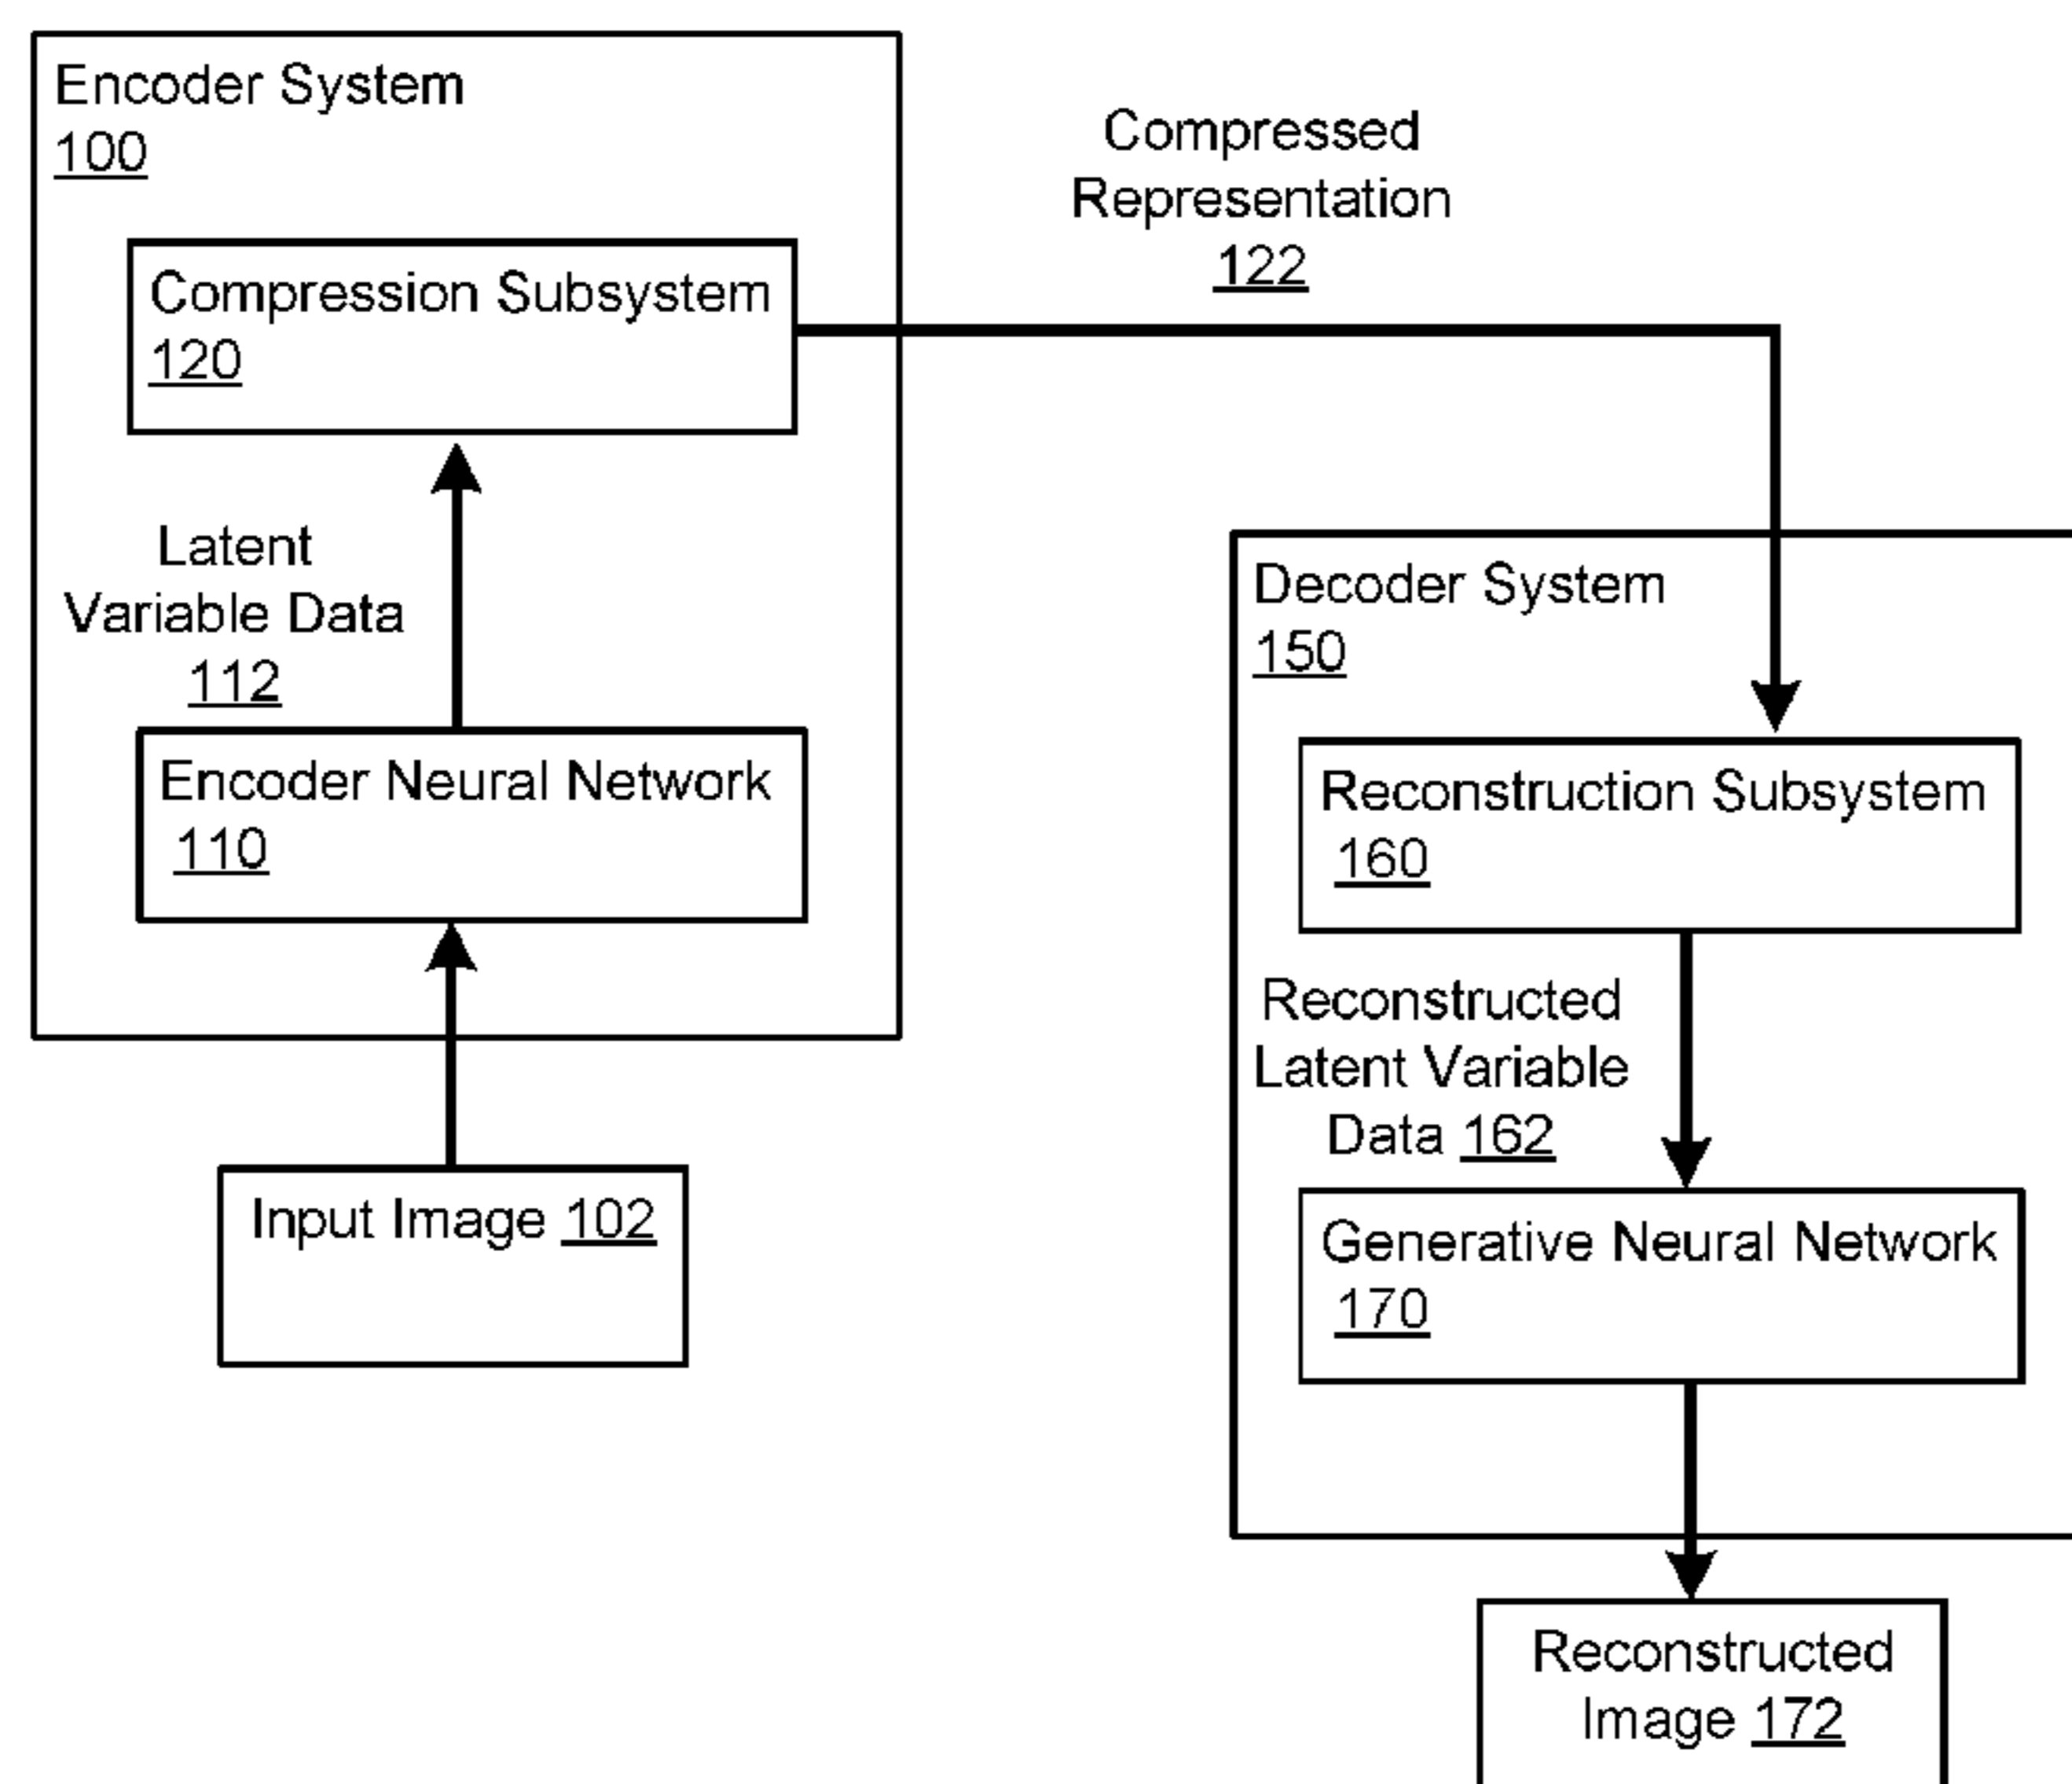 Encoder System
100
Compression Subsystem
120
Latent
Variable Data
112
Encoder Neural Network
110
Input Image 102
Compressed
Representation
122
Decoder System
150
Reconstruction Subsystem
160
Reconstructed
Latent Variable
Data 162
Generative Neural Network
170
Reconstructed
Image 172